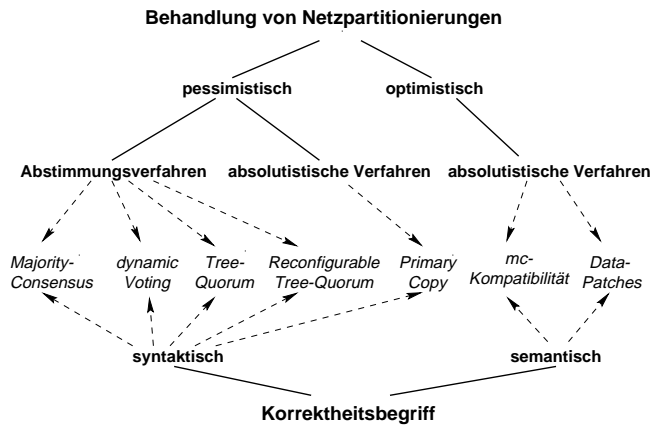 Behandlung von Netzpartitionierungen
pessimistisch optimistisch
Abstimmungsverfahren absolutistische Verfahren absolutistische Verfahren
Majority- dynamic Tree- Reconfigurable Primary mc- Data-
Consensus Voting Quorum Tree-Quorum Copy Kompatibilität Patches
syntaktisch semantisch
Korrektheitsbegriff